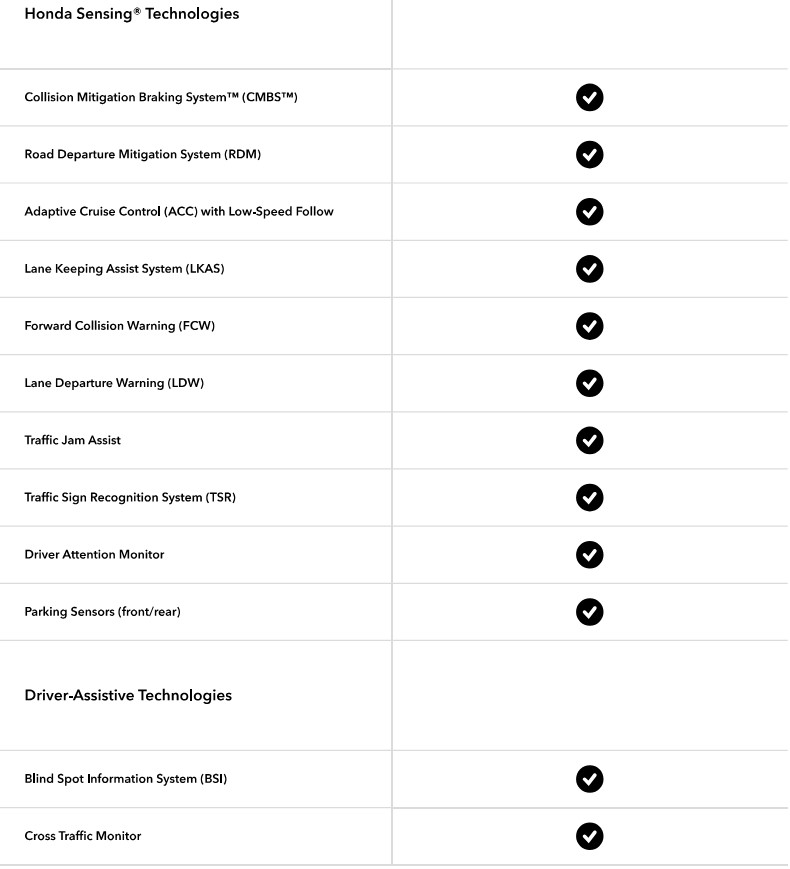 Honda Sensing® Technologies
Collision Mitigation Braking System™ (CMBS™)
Road Departure Mitigation System (RDM)
Adaptive Cruise Control (ACC) with Low-Speed Follow
Lane Keeping Assist System (LKAS)
Forward Collision Warning (FCW)
Lane Departure Warning (LDW)
Traffic Jam Assist
Traffic Sign Recognition System (TSR)
Driver Attention Monitor
Parking Sensors (front/rear)
Driver-Assistive Technologies
Blind Spot Information System (BSI)
Cross Traffic Monitor